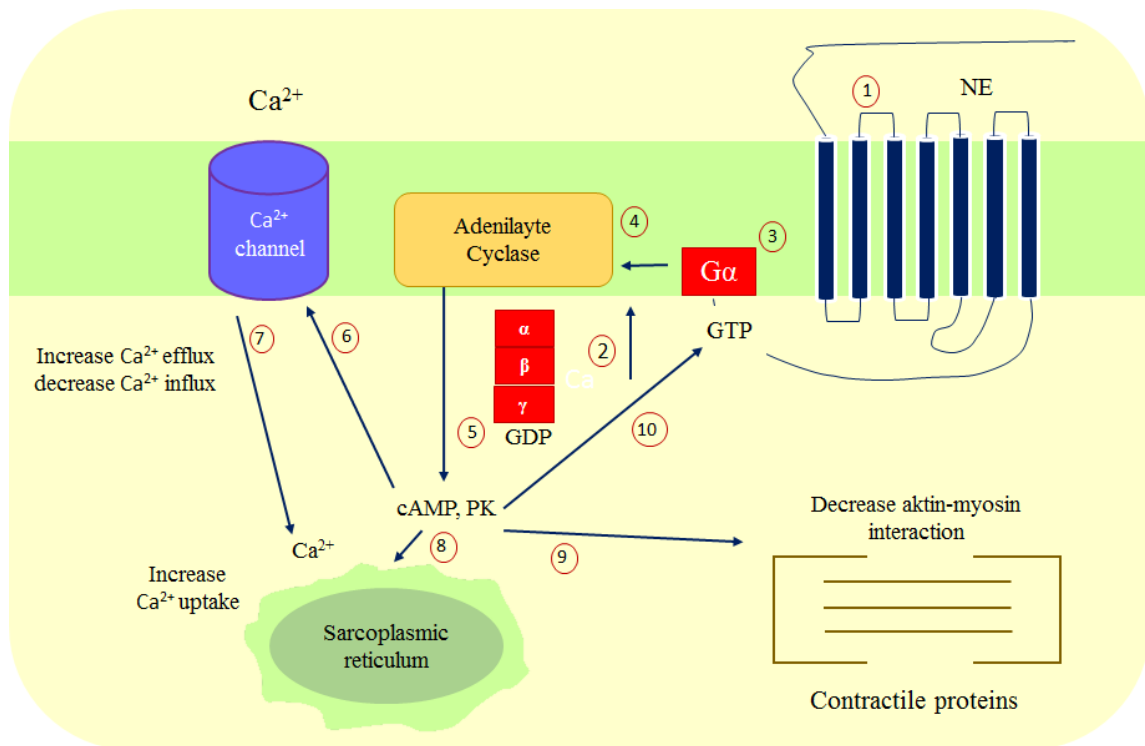 Ca²⁺
1
NE
Ca²⁺
channel
Adenilayte
Cyclase
4
3
Gα
GTP
7
6
Increase Ca²⁺ efflux
decrease Ca²⁺ influx
α
β
γ
GDP
2
Ca
5
10
cAMP, PK
8
9
Ca²⁺
Increase
Ca²⁺ uptake
Sarcoplasmic
reticulum
Decrease aktin-myosin
interaction
Contractile proteins